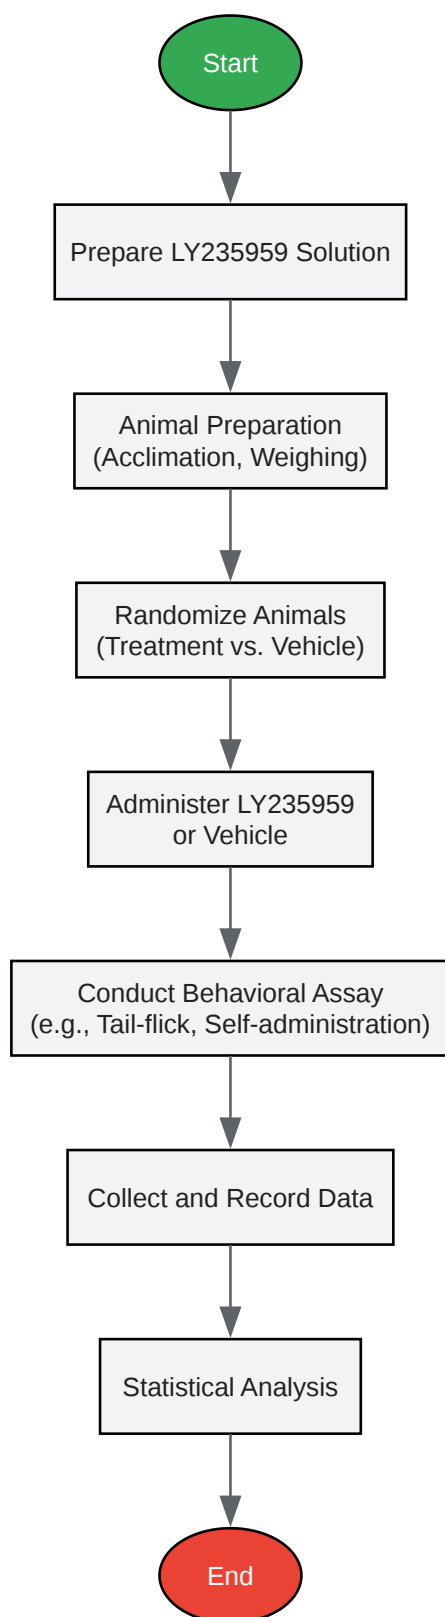 Start
Prepare LY235959 Solution
Animal Preparation
(Acclimation, Weighing)
Randomize Animals
(Treatment vs. Vehicle)
Administer LY235959
or Vehicle
Conduct Behavioral Assay
(e.g., Tail-flick, Self-administration)
Collect and Record Data
Statistical Analysis
End